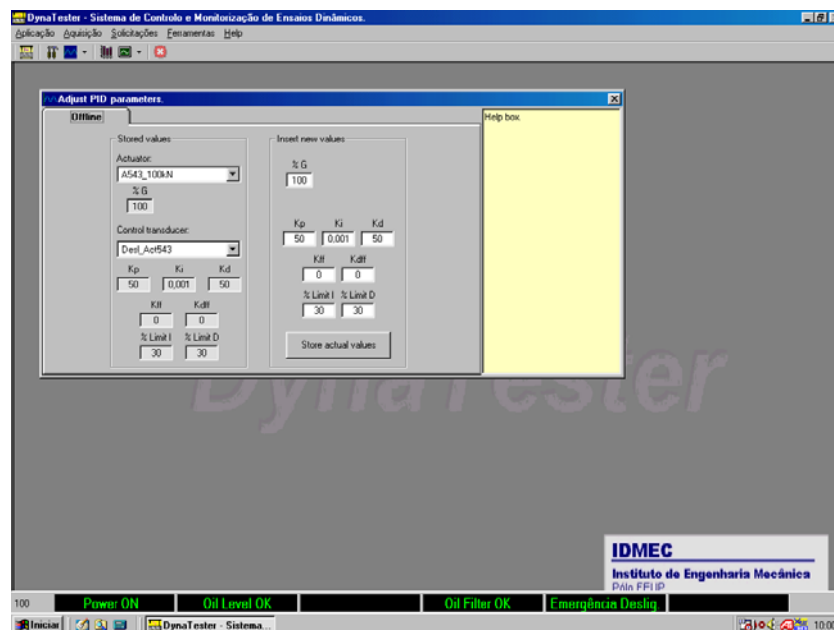 DynaTester - Sistema de Controlo e Monitorização de Ensaios Dinâmicos.
Aplicação Aquisição Solicitações Ferramentas Help
Adjust PID parameters.
Offline
Help box.
Stored values
Actuator:
A543_100kN
% G
100
Control transducer:
Desl_Act543
Kp Ki Kd
50 0,001 50
Kff Kdff
0 0
% Limit I % Limit D
30 30
Insert new values
% G
100
Kp Ki Kd
50 0,001 50
Kff Kdff
0 0
% Limit I % Limit D
30 30
Store actual values
DynaTester
IDMEC
Instituto de Engenharia Mecânica
Pólo FEUP
100 Power ON Oil Level OK Oil Filter OK Emergência Deslig.
Iniciar DynaTester - Sistema... 10:00